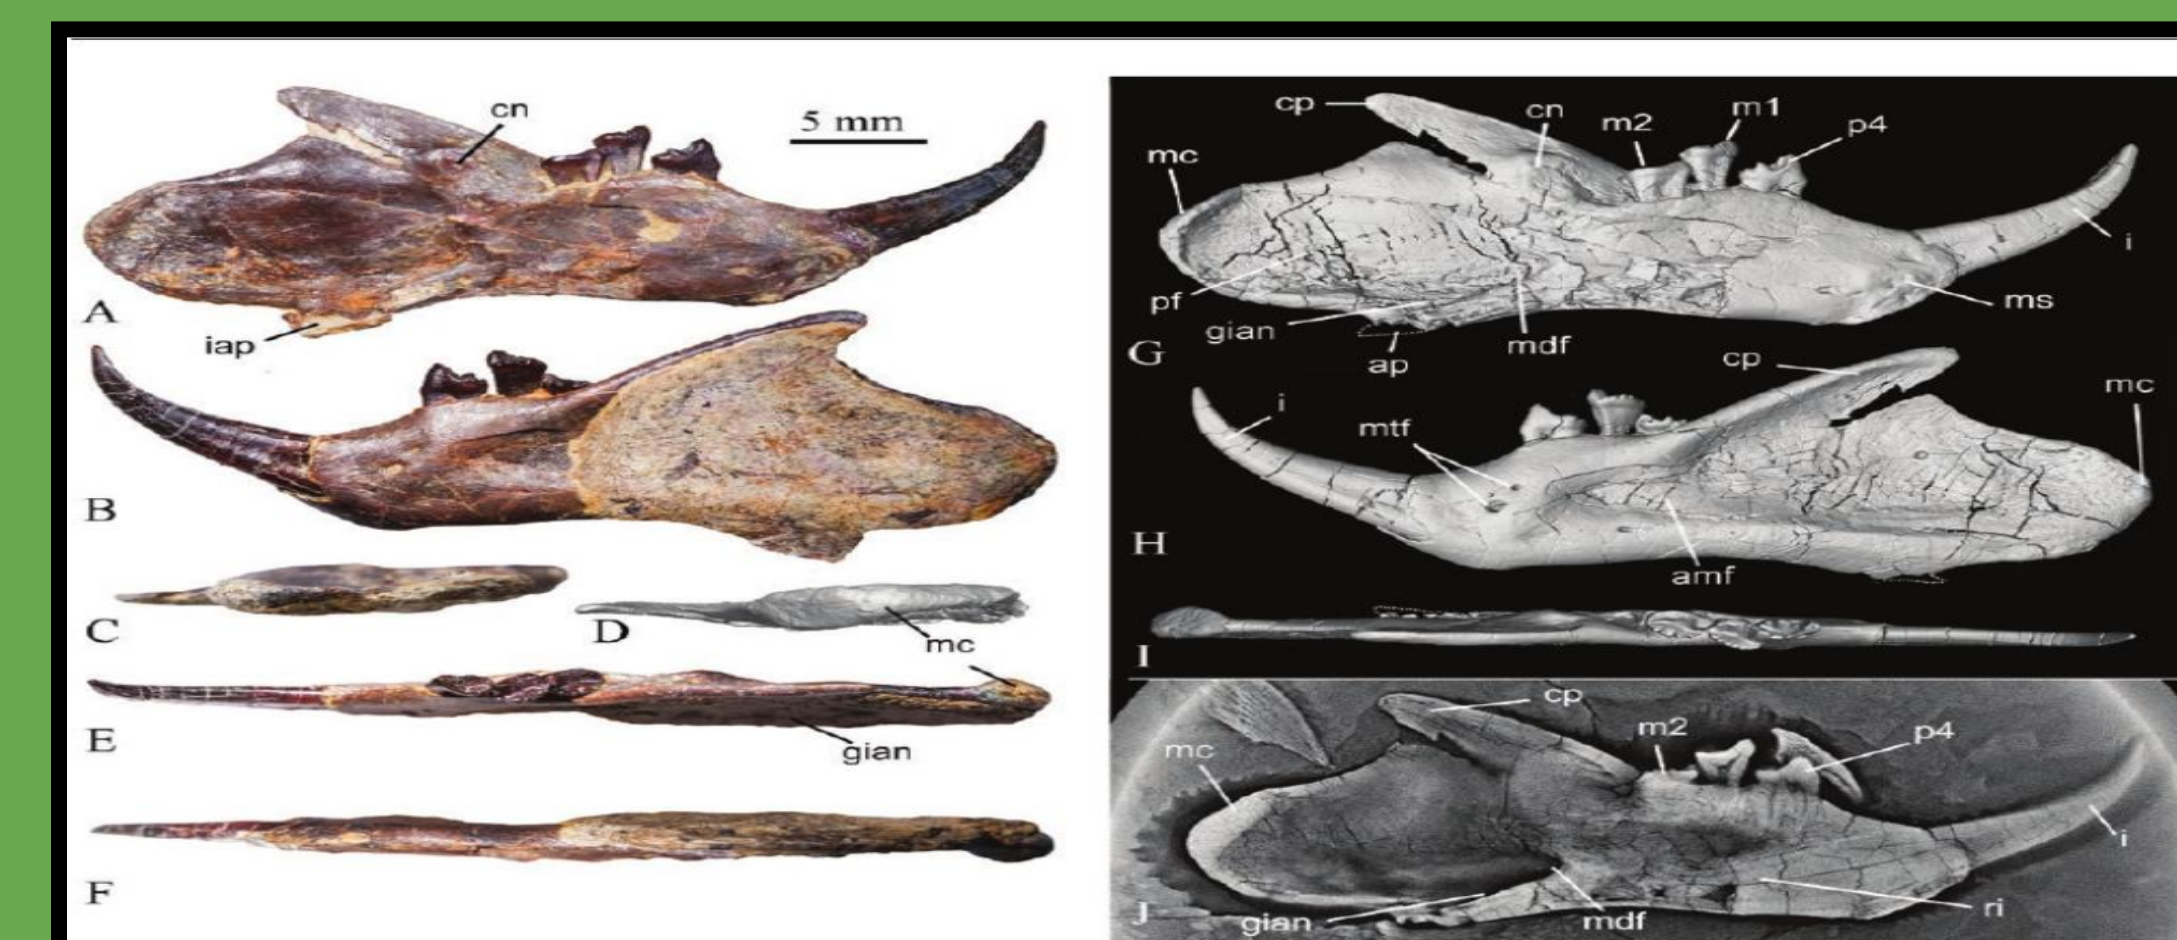 cn
5 mm
A
iap
B
C
D
mc
E
gian
F
cp
cn
m2
m1
p4
mc
i
pf
gian
ap
mdf
ms
G
cp
mc
i
mtf
amf
H
I
cp
m2
p4
mc
i
gian
mdf
ri
J